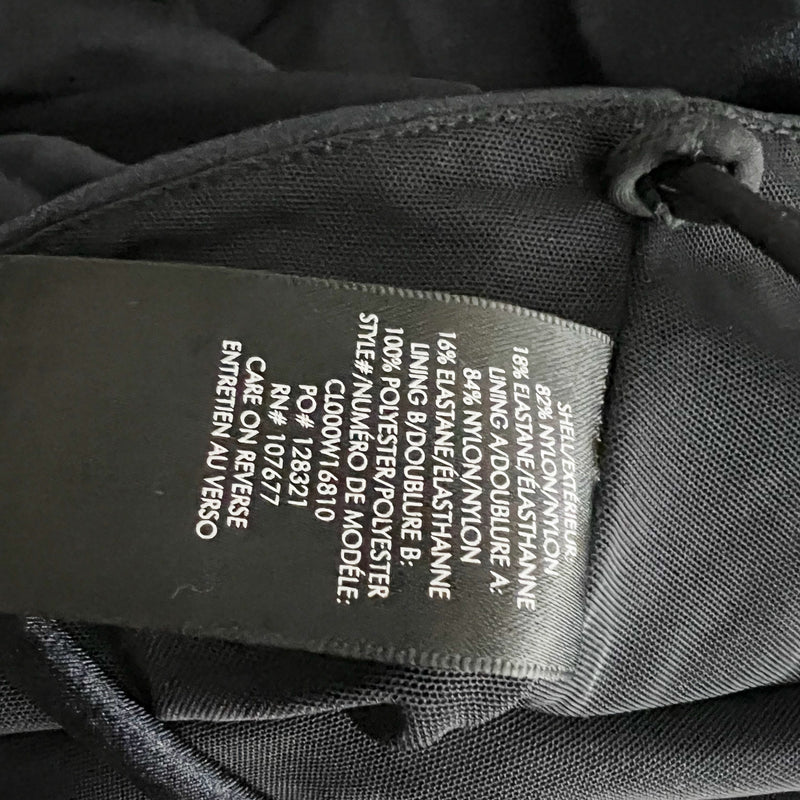 SHELL/EXTÉRIEUR
82% NYLON/NYLON
18% ELASTANE/ÉLASTHANNE
LINING A/DOUBLURE A:
84% NYLON/NYLON
16% ELASTANE/ÉLASTHANNE
LINING B/DOUBLURE B:
100% POLYESTER/POLYESTER
STYLE#/NUMÉRO DE MODÉLE:
CL000W16810
PO# 128321
RN# 107677
CARE ON REVERSE
ENTRETIEN AU VERSO